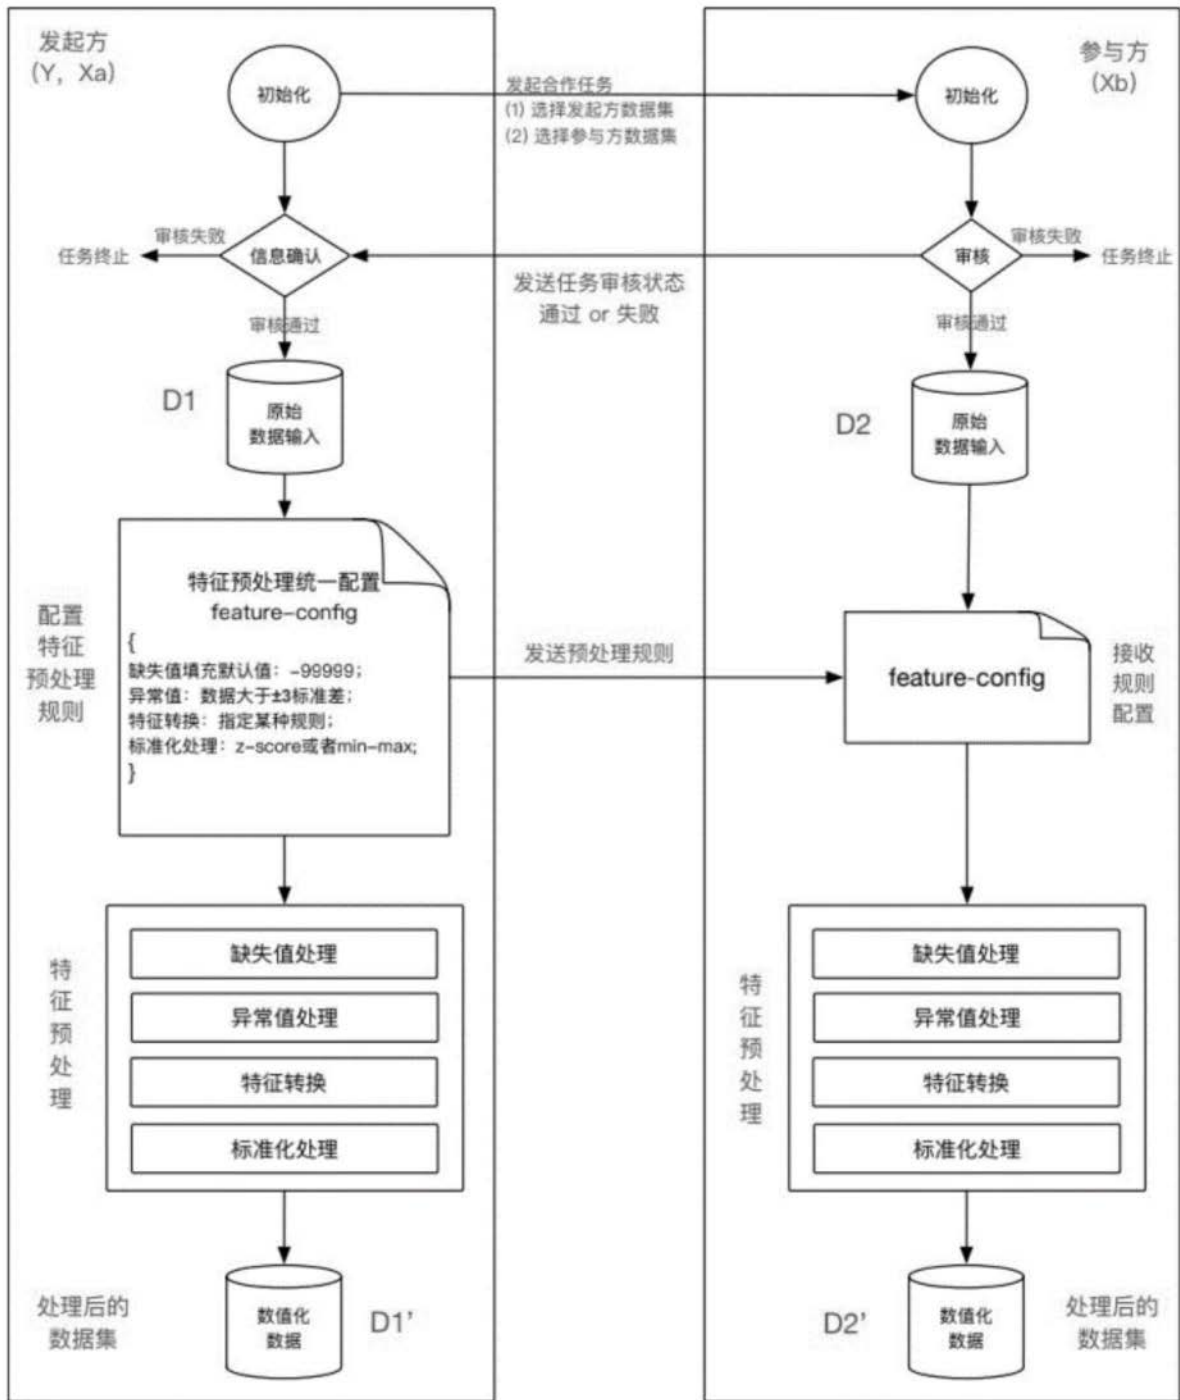 发起方
(Y，Xa)
初始化
发起合作任务
(1) 选择发起方数据集
(2) 选择参与方数据集
初始化
参与方
(Xb)
任务终止
审核失败
信息确认
发送任务审核状态
通过 or 失败
审核
审核失败
任务终止
审核通过
审核通过
D1
原始
数据输入
D2
原始
数据输入
配置
特征
预处理
规则
特征预处理统一配置
feature-config
{
缺失值填充默认值：-99999；
异常值：数据大于±3标准差；
特征转换：指定某种规则；
标准化处理：z-score或者min-max;
}
发送预处理规则
feature-config
接收
规则
配置
特
征
预
处
理
缺失值处理
异常值处理
特征转换
标准化处理
特
征
预
处
理
缺失值处理
异常值处理
特征转换
标准化处理
处理后的
数据集
数值化
数据
D1'
D2'
数值化
数据
处理后的
数据集